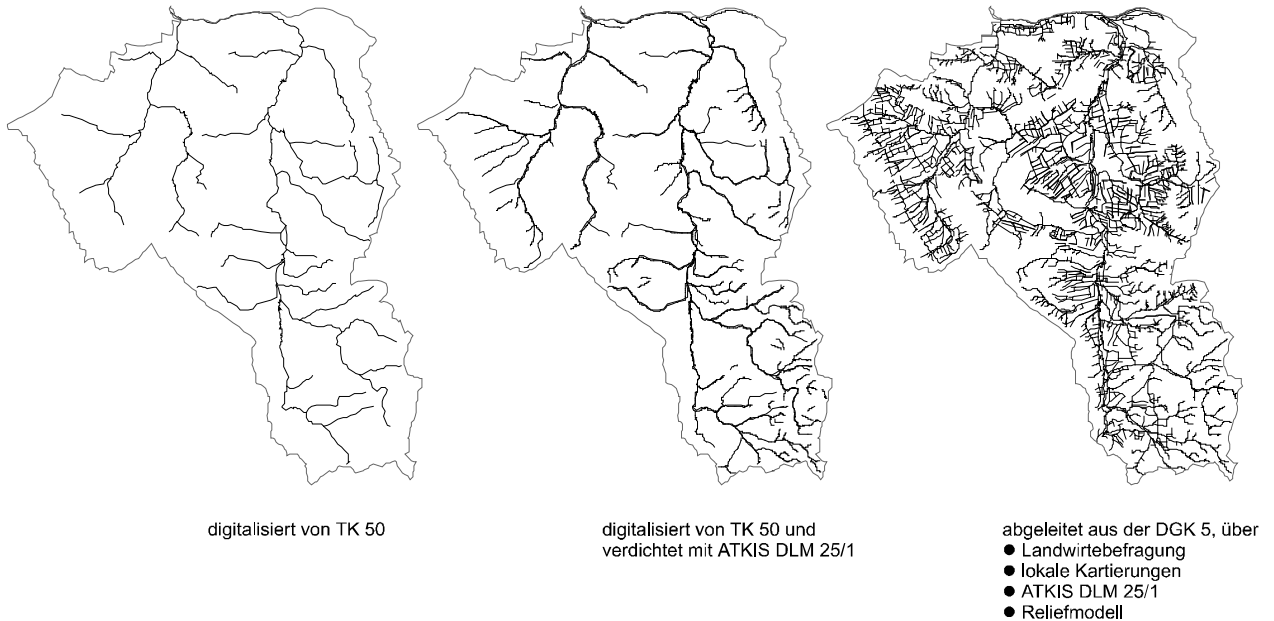 digitalisiert von TK 50
digitalisiert von TK 50 und
verdichtet mit ATKIS DLM 25/1
abgeleitet aus der DGK 5, über
● Landwirtebefragung
● lokale Kartierungen
● ATKIS DLM 25/1
● Reliefmodell